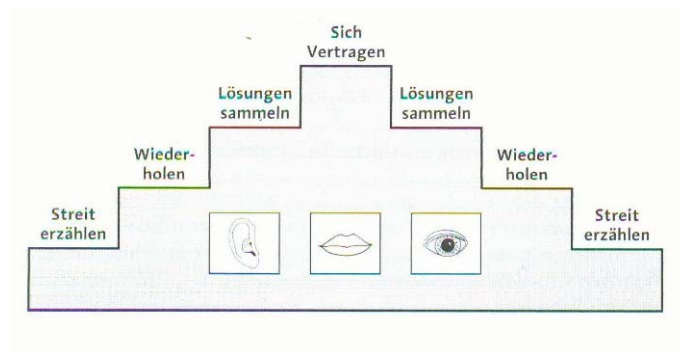 Sich
Vertragen
Lösungen
sammeln
Lösungen
sammeln
Wieder-
holen
Wieder-
holen
Streit
erzählen
Streit
erzählen